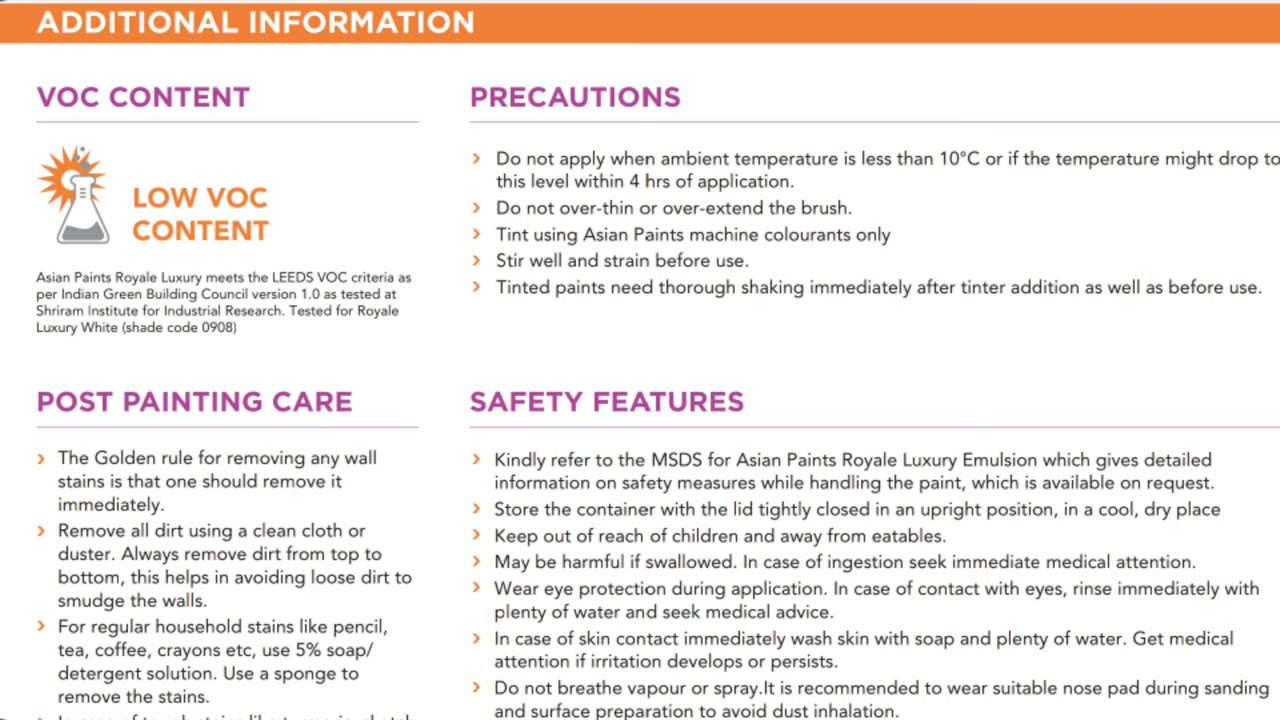 ADDITIONAL INFORMATION
VOC CONTENT
LOW VOC
CONTENT
Asian Paints Royale Luxury meets the LEEDS VOC criteria as
per Indian Green Building Council version 1.0 as tested at
Shriram Institute for Industrial Research. Tested for Royale
Luxury White (shade code 0908)
PRECAUTIONS
› Do not apply when ambient temperature is less than 10°C or if the temperature might drop to
this level within 4 hrs of application.
› Do not over-thin or over-extend the brush.
› Tint using Asian Paints machine colourants only
› Stir well and strain before use.
› Tinted paints need thorough shaking immediately after tinter addition as well as before use.
POST PAINTING CARE
› The Golden rule for removing any wall
stains is that one should remove it
immediately.
› Remove all dirt using a clean cloth or
duster. Always remove dirt from top to
bottom, this helps in avoiding loose dirt to
smudge the walls.
› For regular household stains like pencil,
tea, coffee, crayons etc, use 5% soap/
detergent solution. Use a sponge to
remove the stains.
SAFETY FEATURES
› Kindly refer to the MSDS for Asian Paints Royale Luxury Emulsion which gives detailed
information on safety measures while handling the paint, which is available on request.
› Store the container with the lid tightly closed in an upright position, in a cool, dry place
› Keep out of reach of children and away from eatables.
› May be harmful if swallowed. In case of ingestion seek immediate medical attention.
› Wear eye protection during application. In case of contact with eyes, rinse immediately with
plenty of water and seek medical advice.
› In case of skin contact immediately wash skin with soap and plenty of water. Get medical
attention if irritation develops or persists.
› Do not breathe vapour or spray.It is recommended to wear suitable nose pad during sanding
and surface preparation to avoid dust inhalation.